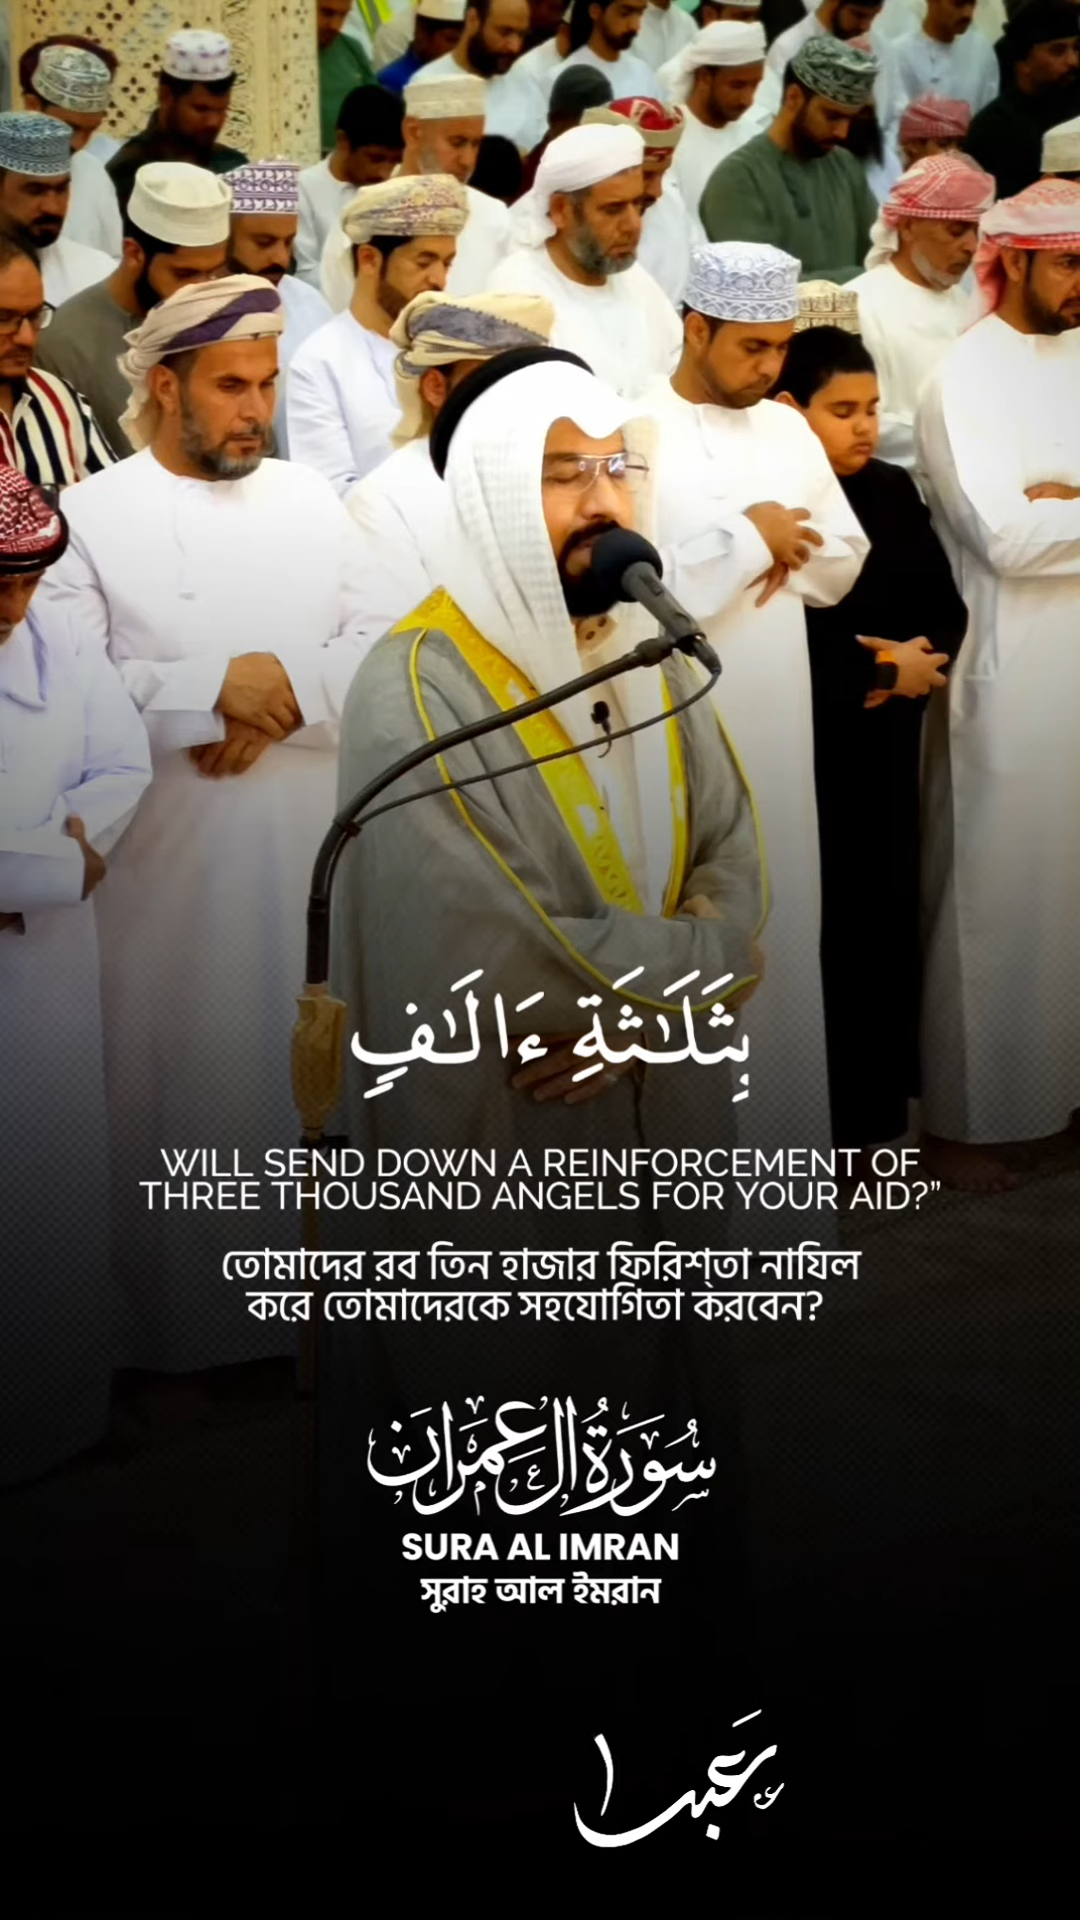 بِثَلَـٰثَةِ ءَالَـٰفٍ
WILL SEND DOWN A REINFORCEMENT OF
THREE THOUSAND ANGELS FOR YOUR AID?”
তোমাদের রব তিন হাজার ফিরিশ্তা নাযিল
করে তোমাদেরকে সহযোগিতা করবেন?
سُورَةُ آل عِمْرَان
SURA AL IMRAN
সুরাহ আল ইমরান